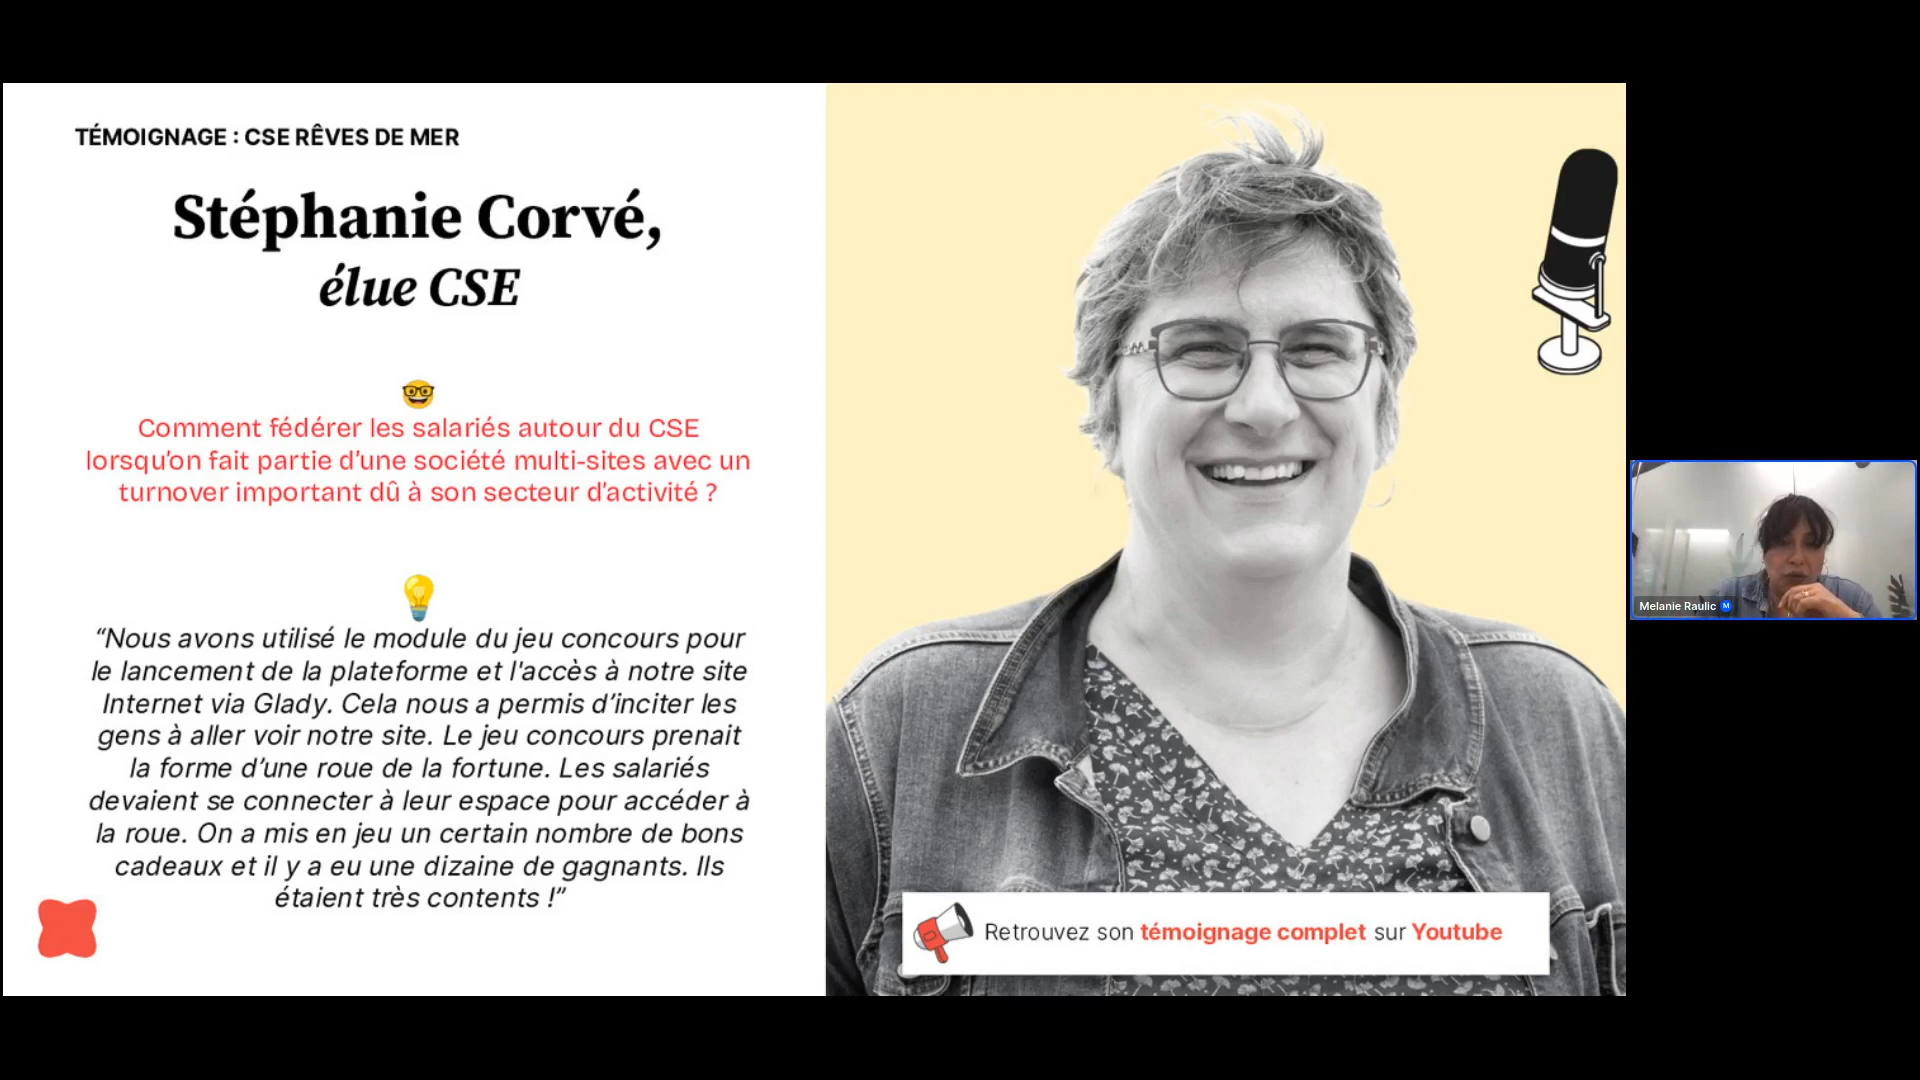 TÉMOIGNAGE : CSE RÊVES DE MER
Stéphanie Corvé,
élue CSE
Comment fédérer les salariés autour du CSE
lorsqu’on fait partie d’une société multi-sites avec un
turnover important dû à son secteur d’activité ?
“Nous avons utilisé le module du jeu concours pour
le lancement de la plateforme et l'accès à notre site
Internet via Glady. Cela nous a permis d’inciter les
gens à aller voir notre site. Le jeu concours prenait
la forme d’une roue de la fortune. Les salariés
devaient se connecter à leur espace pour accéder à
la roue. On a mis en jeu un certain nombre de bons
cadeaux et il y a eu une dizaine de gagnants. Ils
étaient très contents !”
Retrouvez son témoignage complet sur Youtube
Melanie Raulic M